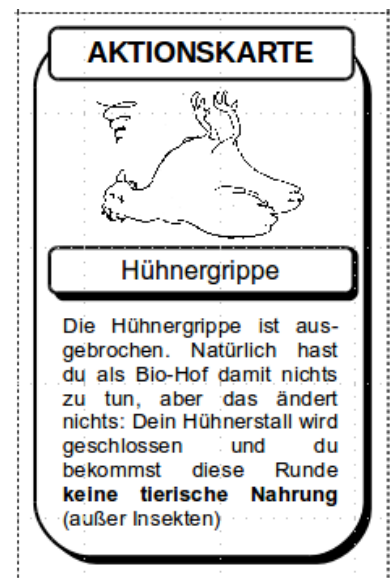 AKTIONSKARTE
Hühnergrippe
Die Hühnergrippe ist aus-
gebrochen. Natürlich hast
du als Bio-Hof damit nichts
zu tun, aber das ändert
nichts: Dein Hühnerstall wird
geschlossen und du
bekommst diese Runde
keine tierische Nahrung
(außer Insekten)